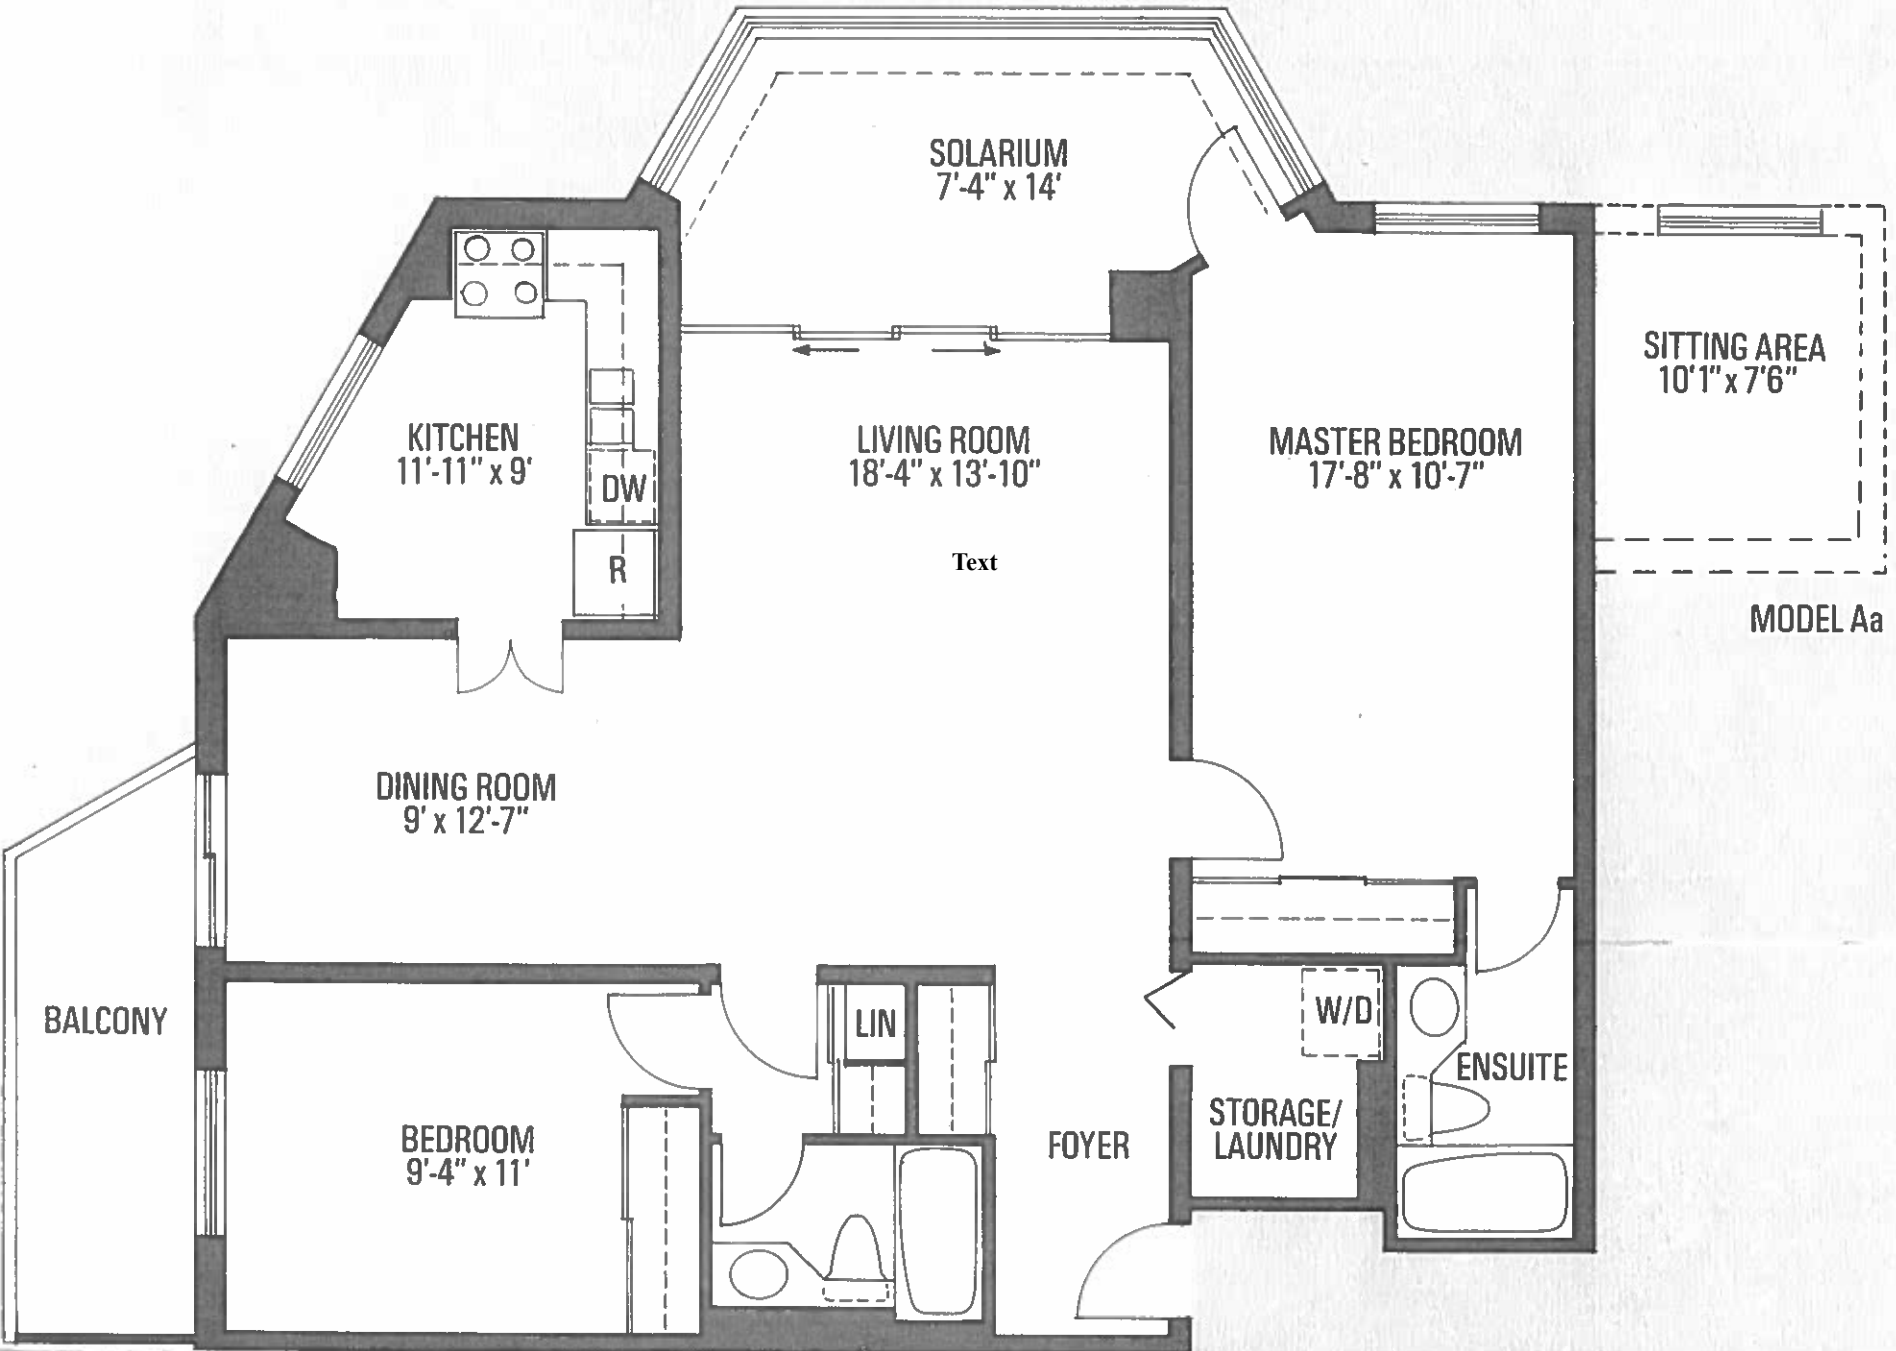 SOLARIUM
7'-4" x 14'
SITTING AREA
10'1" x 7'6"
KITCHEN
11'-11" x 9'
LIVING ROOM
18'-4" x 13'-10"
MASTER BEDROOM
17'-8" x 10'-7"
DW
Text
R
MODEL Aa
DINING ROOM
9' x 12'-7"
BALCONY
LIN
W/D
ENSUITE
BEDROOM
9'-4" x 11'
FOYER
STORAGE/
LAUNDRY